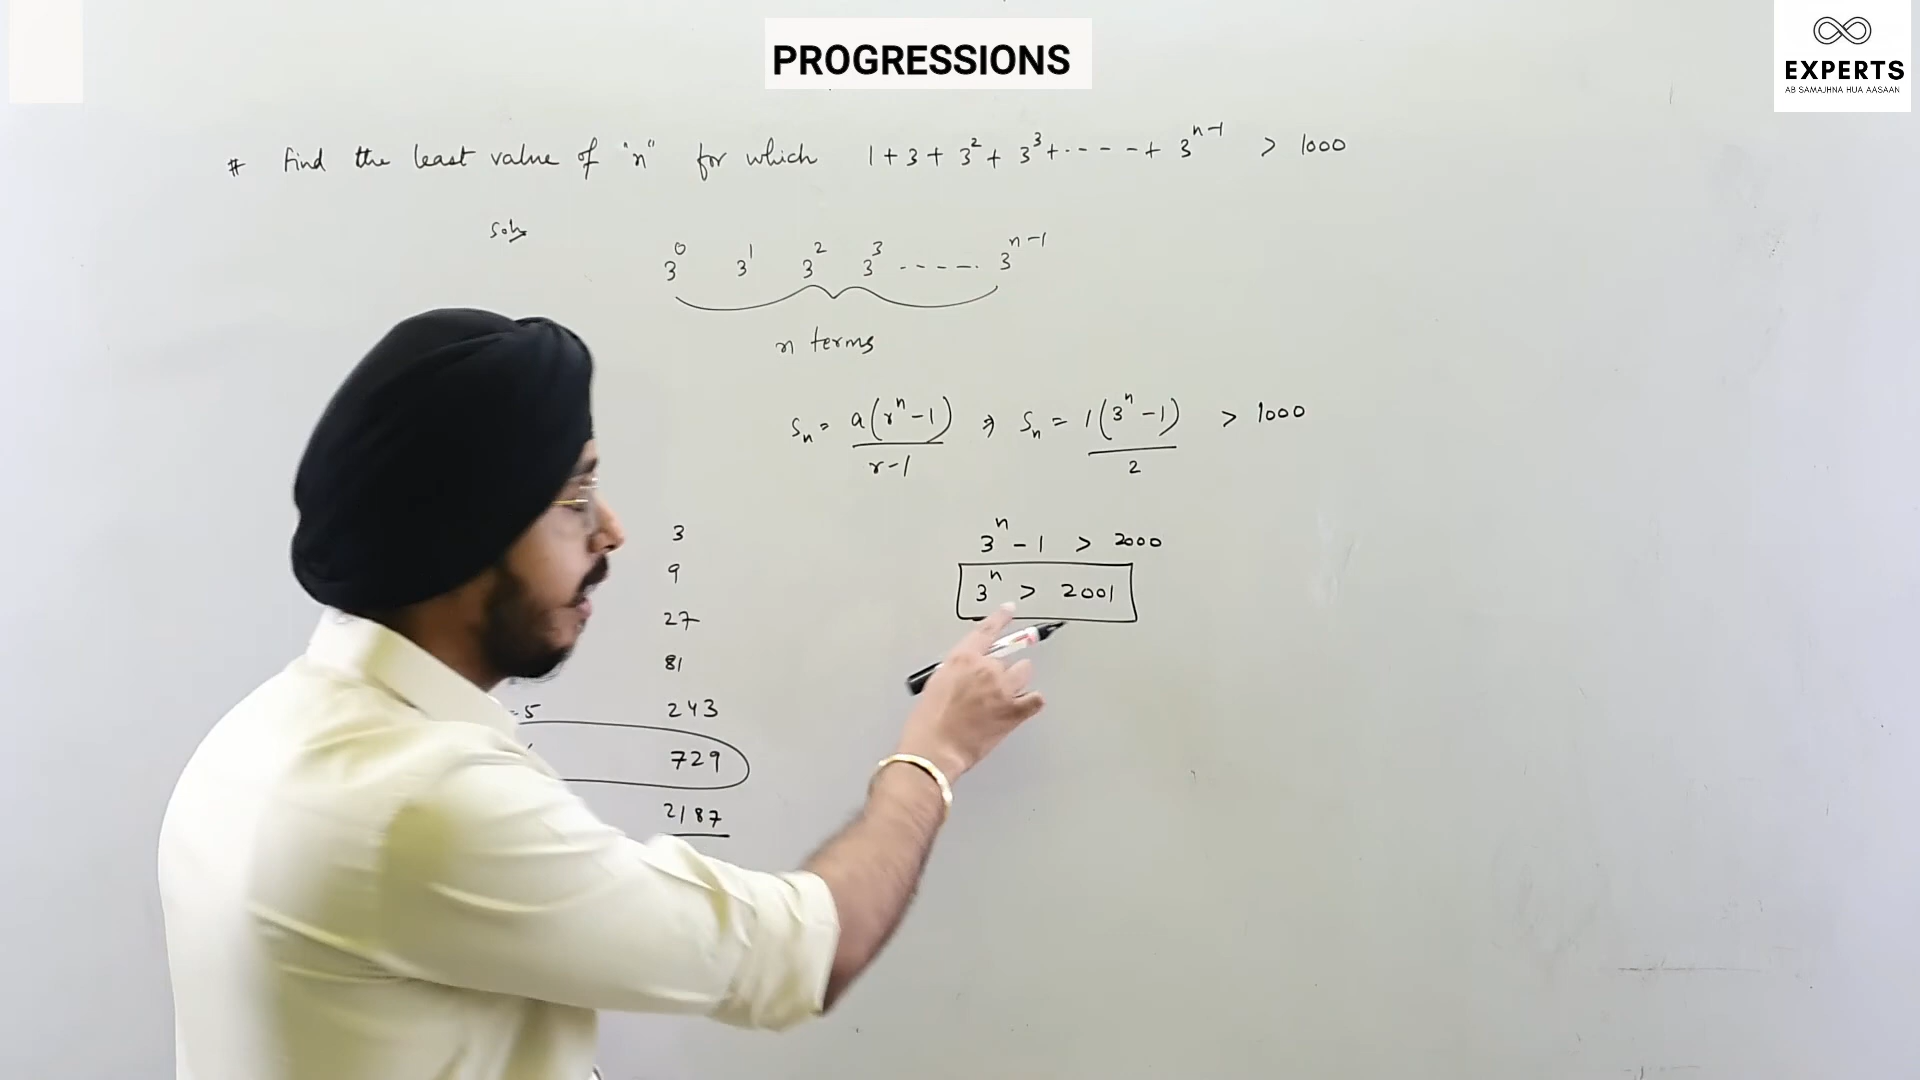 PROGRESSIONS
EXPERTS
AB SAMAJHNA HUA AASAAN
# Find the least value of "n" for which 1 + 3 + 3² + 3³ + ----- + 3ⁿ⁻¹ > 1000
Soln
3⁰ 3¹ 3² 3³ ----- 3ⁿ⁻¹
n terms
Sₙ = a(rⁿ-1)/r-1 ⇒ Sₙ = 1(3ⁿ-1)/2 > 1000
3ⁿ - 1 > 2000
3ⁿ > 2001
3
9
27
81
=5 243
729
2187